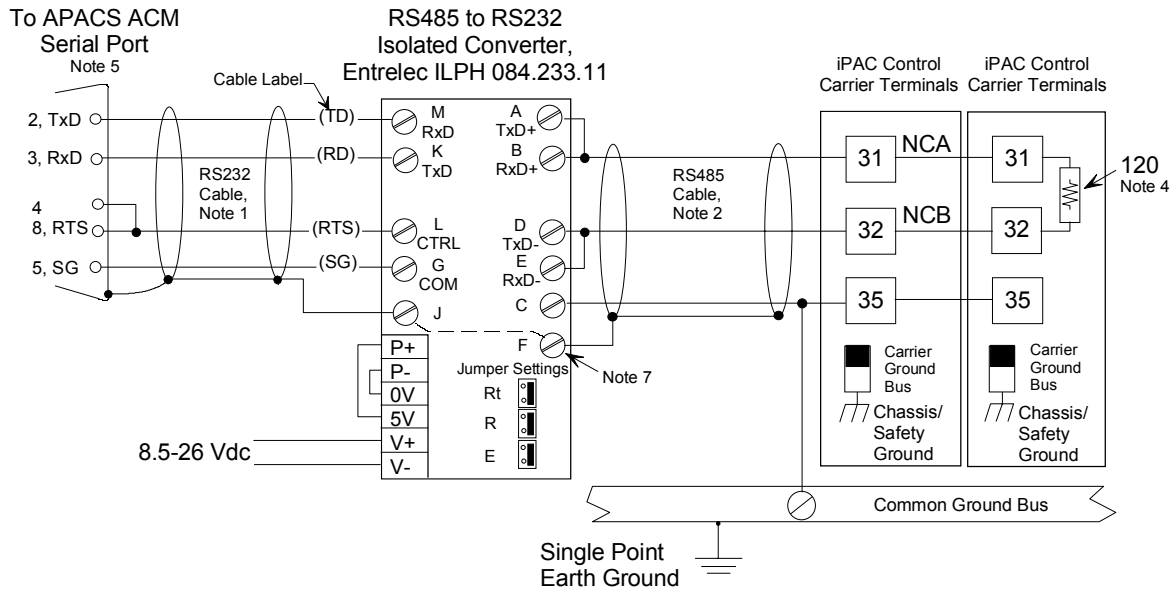 To APACS ACM
Serial Port
Note 5
Cable Label
RS485 to RS232
Isolated Converter,
Entrelec ILPH 084.233.11
iPAC Control
Carrier Terminals
iPAC Control
Carrier Terminals
2, TxD
3, RxD
4
8, RTS
5, SG
RS232
Cable,
Note 1
(TD)
(RD)
(RTS)
(SG)
M
RxD
K
TxD
L
CTRL
G
COM
J
A
TxD+
B
RxD+
D
TxD-
E
RxD-
C
F
Note 7
P+
P-
0V
5V
V+
V-
8.5-26 Vdc
Jumper Settings
Rt
R
E
RS485
Cable,
Note 2
31
NCA
31
32
NCB
32
35
35
120
Note 4
Carrier
Ground
Bus
Chassis/
Safety
Ground
Carrier
Ground
Bus
Chassis/
Safety
Ground
Common Ground Bus
Single Point
Earth Ground